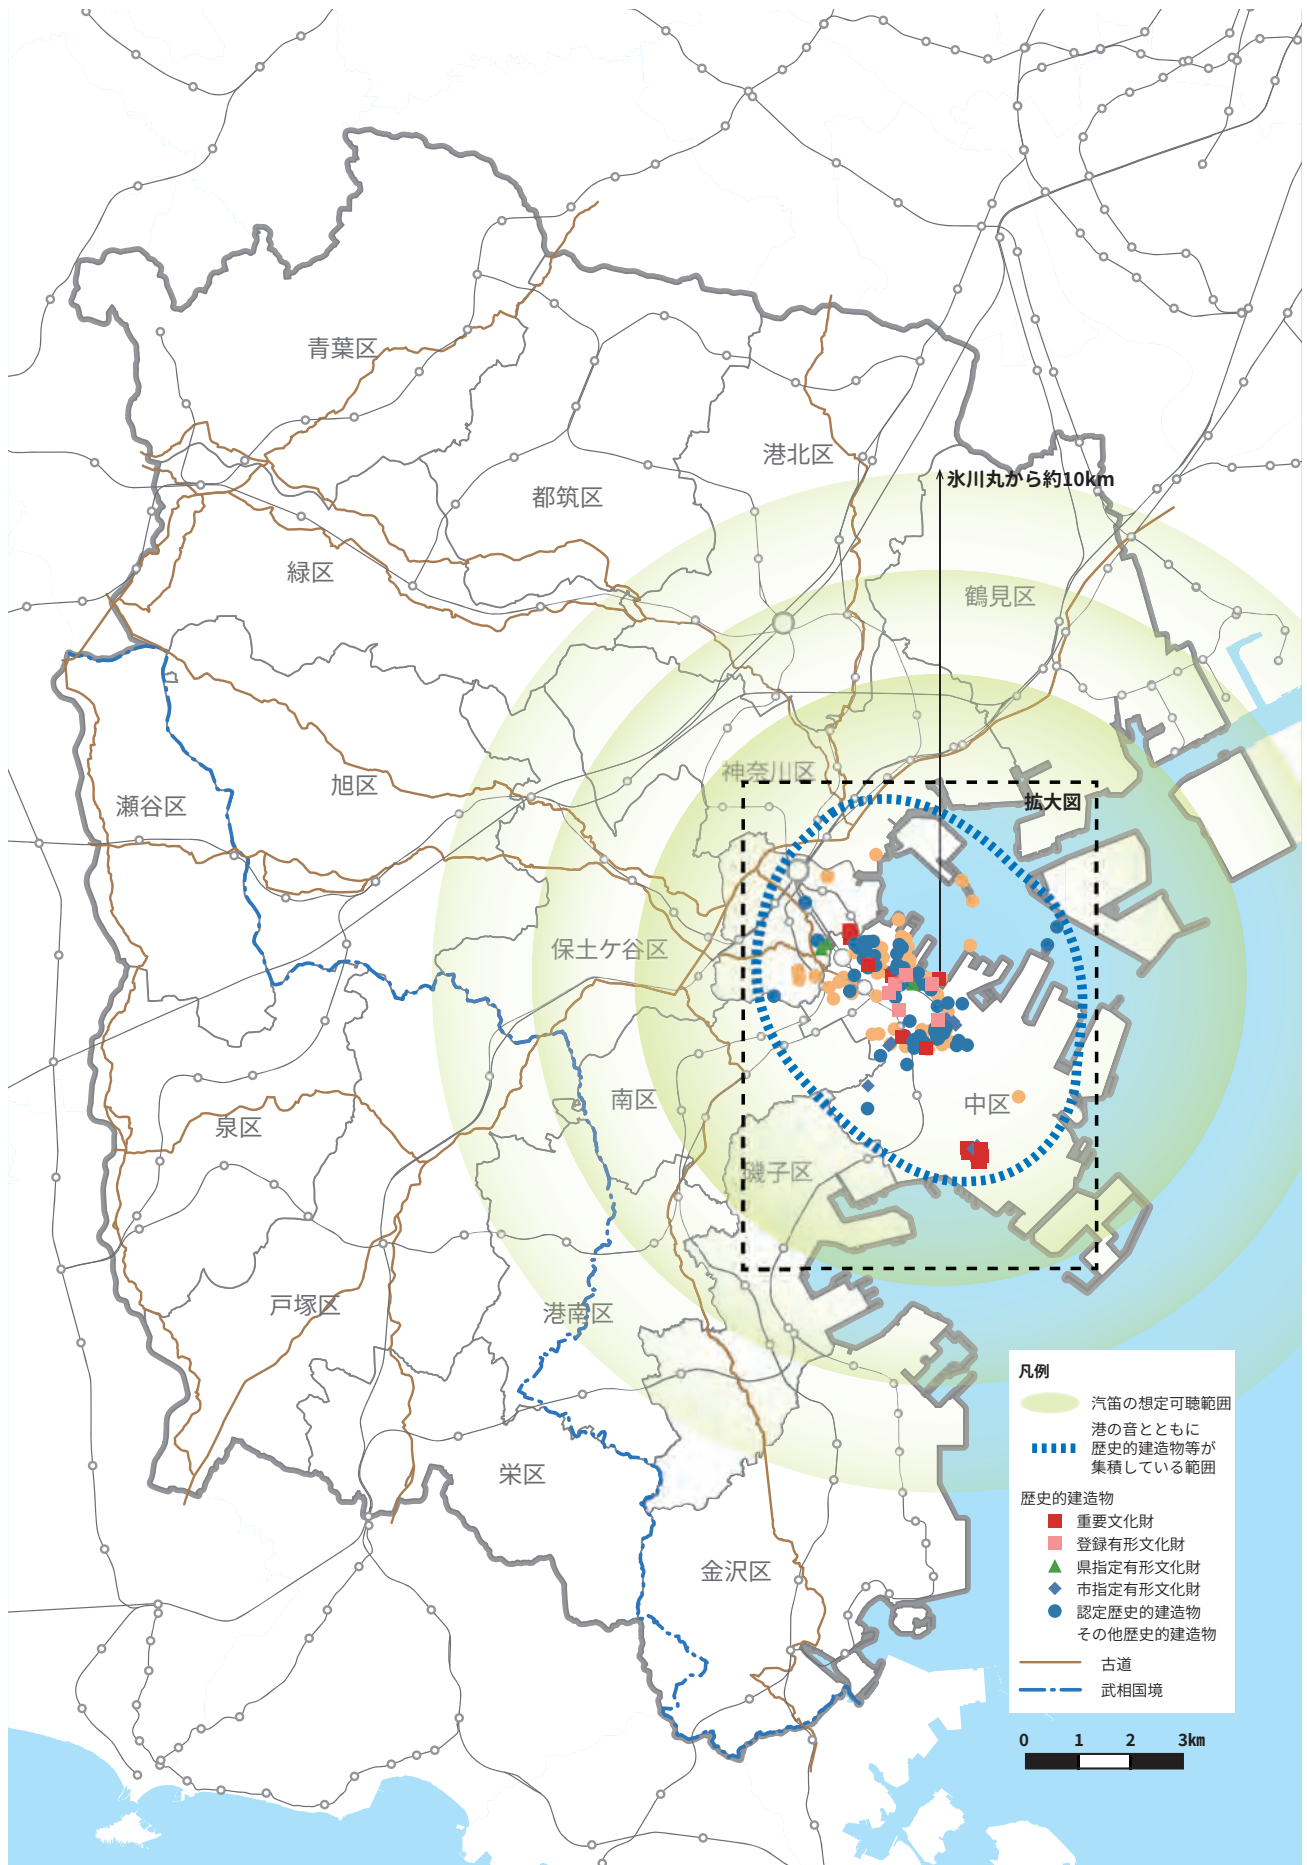 青葉区
港北区
氷川丸から約10km
都筑区
緑区
鶴見区
神奈川区
旭区
瀬谷区
拡大図
保土ケ谷区
南区
中区
泉区
磯子区
戸塚区
港南区
栄区
金沢区
凡例
汽笛の想定可聴範囲
港の音とともに
歴史的建造物等が
集積している範囲
歴史的建造物
重要文化財
登録有形文化財
県指定有形文化財
市指定有形文化財
認定歴史的建造物
その他歴史的建造物
古道
武相国境
0 1 2 3km